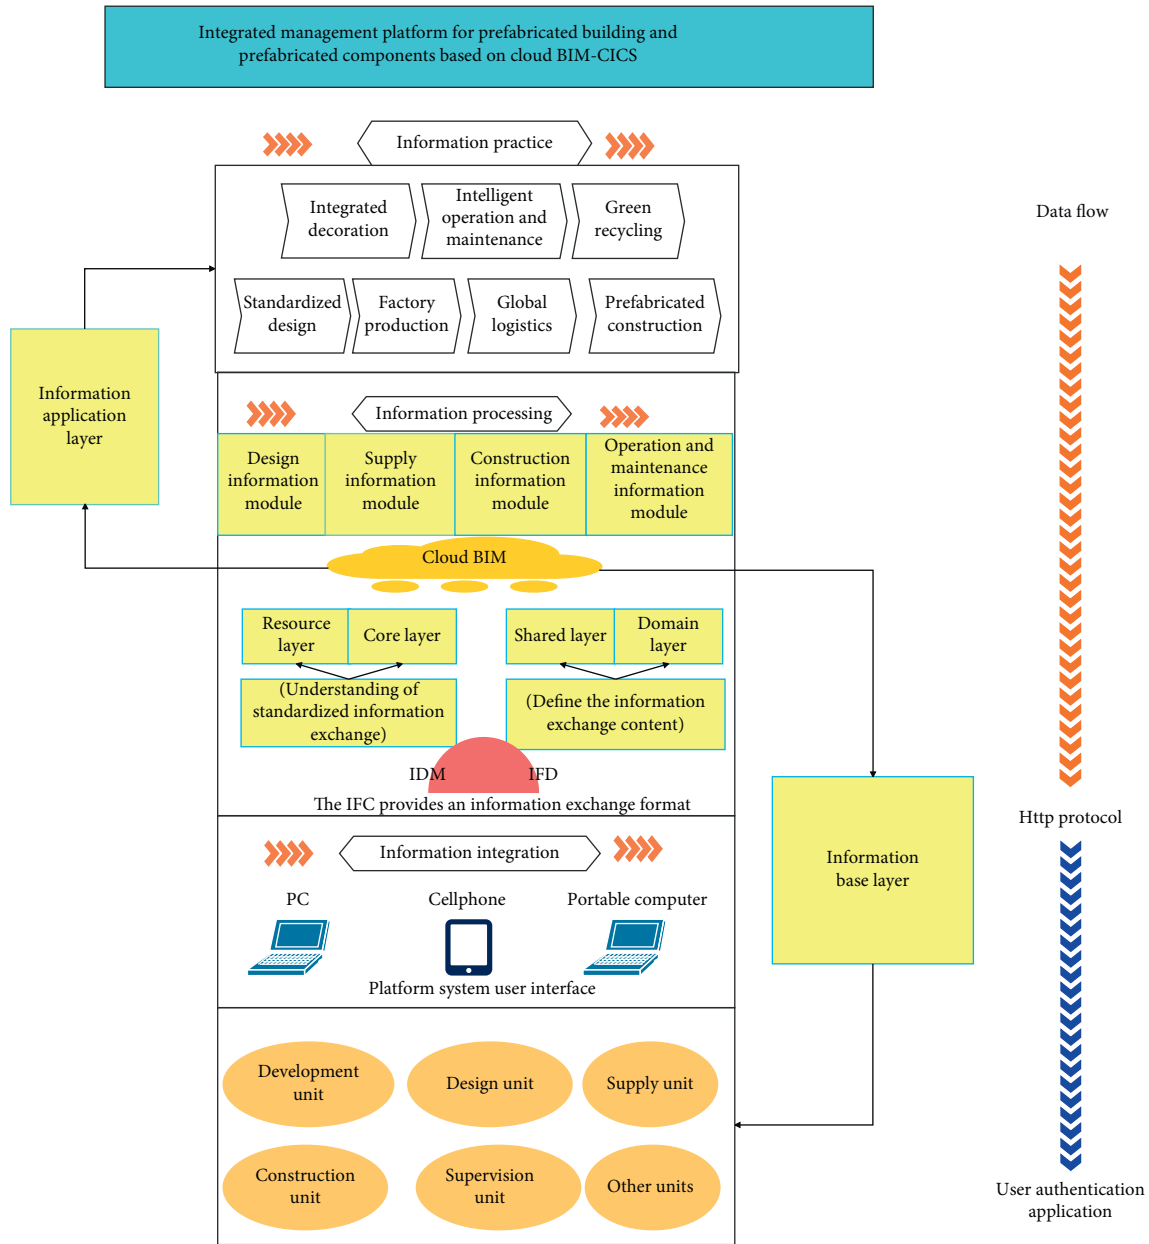 Integrated management platform for prefabricated building and
prefabricated components based on cloud BIM-CICS
Information practice
Integrated
decoration
Intelligent
operation and
maintenance
Green
recycling
Standardized
design
Factory
production
Global
logistics
Prefabricated
construction
Information
application
layer
Information processing
Design
information
module
Supply
information
module
Construction
information
module
Operation and
maintenance
information
module
Cloud BIM
Resource
layer
Core layer
Shared layer
Domain
layer
(Understanding of
standardized information
exchange)
(Define the information
exchange content)
IDM
IFD
The IFC provides an information exchange format
Information integration
PC
Cellphone
Portable computer
Platform system user interface
Information
base layer
Development
unit
Design unit
Supply unit
Construction
unit
Supervision
unit
Other units
Data flow
Http protocol
User authentication
application